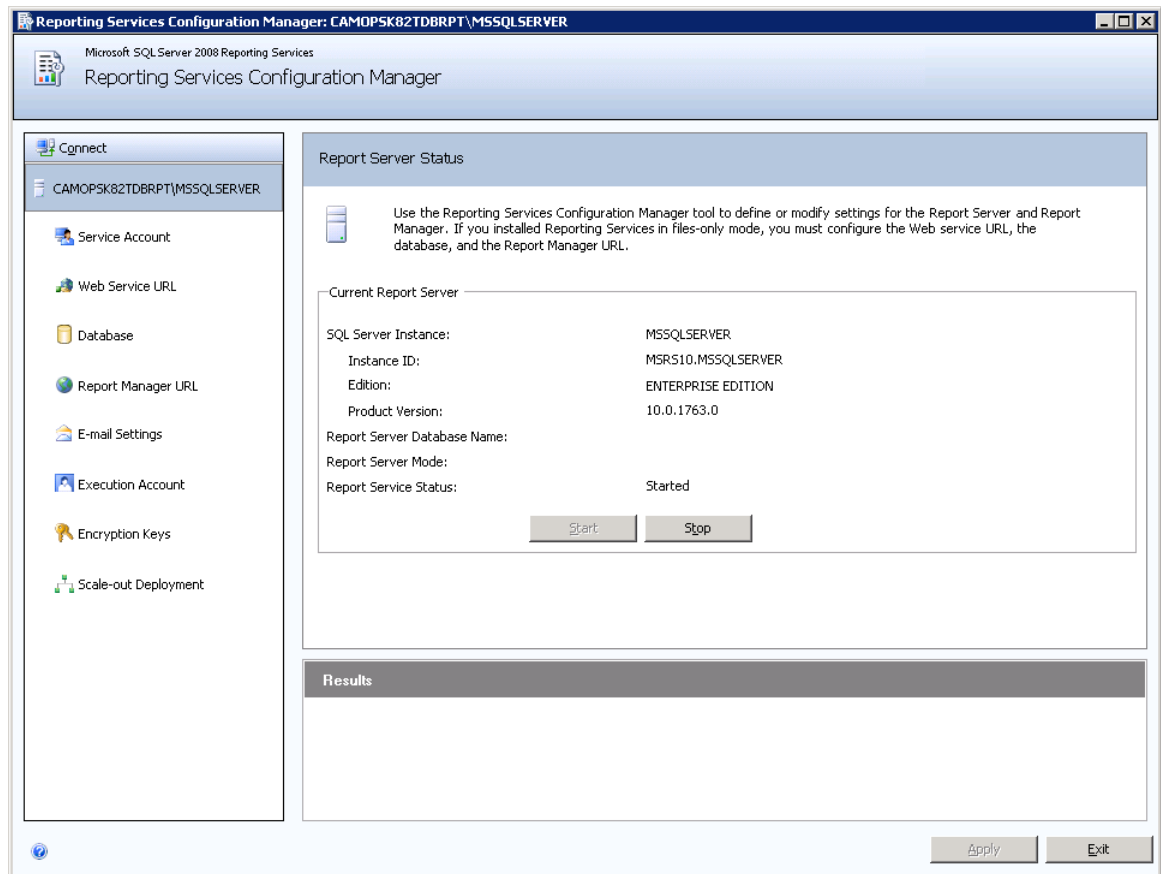 Reporting Services Configuration Manager: CAMOPSK82TDBRPT\MSSQLSERVER
Microsoft SQL Server 2008 Reporting Services
Reporting Services Configuration Manager
Connect
CAMOPSK82TDBRPT\MSSQLSERVER
Service Account
Web Service URL
Database
Report Manager URL
E-mail Settings
Execution Account
Encryption Keys
Scale-out Deployment
Report Server Status
Use the Reporting Services Configuration Manager tool to define or modify settings for the Report Server and Report
Manager. If you installed Reporting Services in files-only mode, you must configure the Web service URL, the
database, and the Report Manager URL.
Current Report Server
SQL Server Instance: MSSQLSERVER
Instance ID: MSRS10.MSSQLSERVER
Edition: ENTERPRISE EDITION
Product Version: 10.0.1763.0
Report Server Database Name:
Report Server Mode:
Report Service Status: Started
Start Stop
Results
Apply Exit